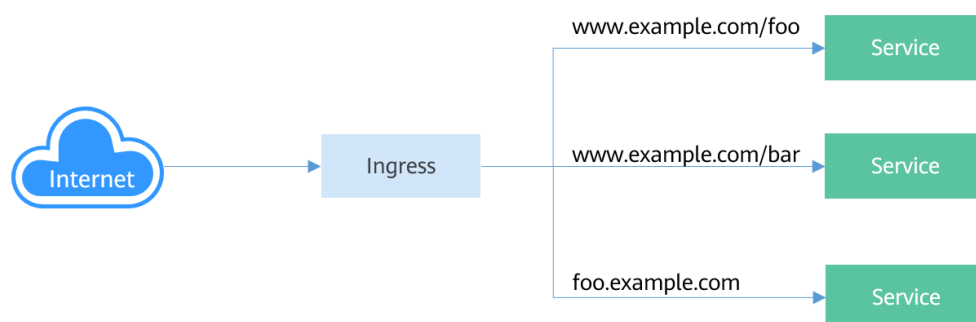 www.example.com/foo
Service
Internet
Ingress
www.example.com/bar
Service
foo.example.com
Service